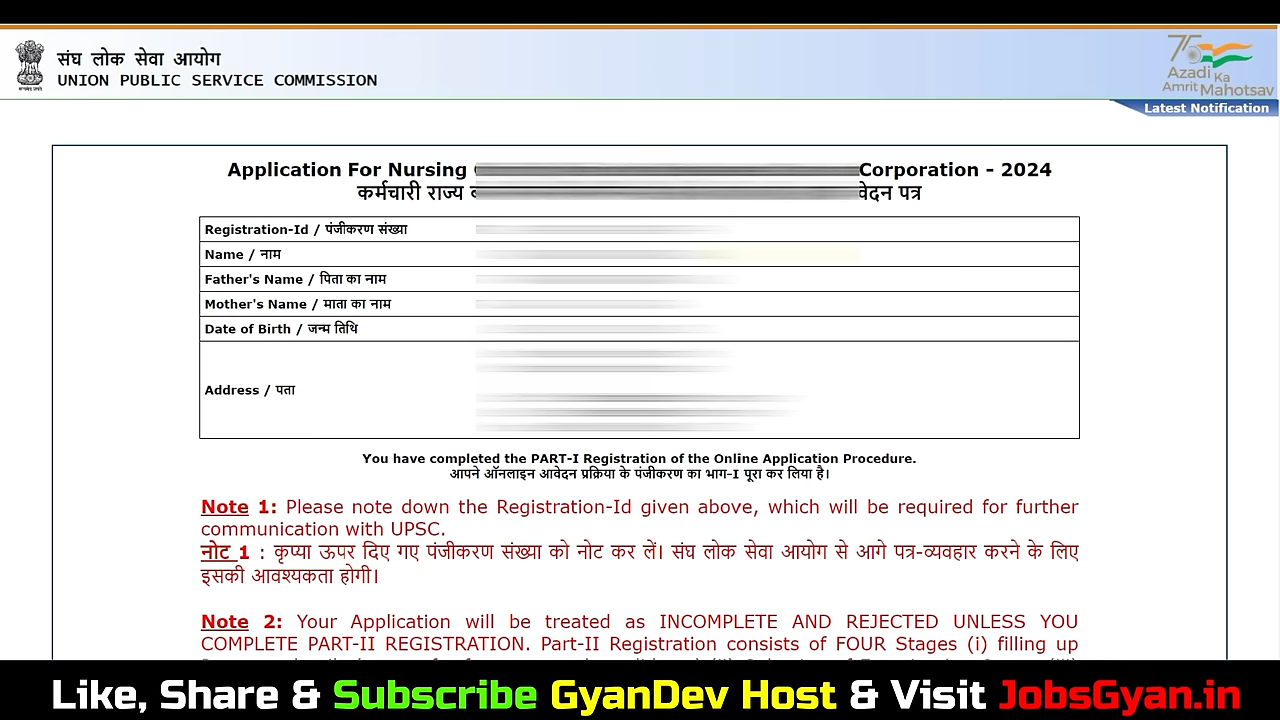 संघ लोक सेवा आयोग
UNION PUBLIC SERVICE COMMISSION
75
Azadi Ka
Amrit Mahotsav
Latest Notification
Application For Nursing Corporation - 2024
कर्मचारी राज्य वेदन पत्र
Registration-Id / पंजीकरण संख्या
Name / नाम
Father's Name / पिता का नाम
Mother's Name / माता का नाम
Date of Birth / जन्म तिथि
Address / पता
You have completed the PART-I Registration of the Online Application Procedure.
आपने ऑनलाइन आवेदन प्रक्रिया के पंजीकरण का भाग-I पूरा कर लिया है।
Note 1: Please note down the Registration-Id given above, which will be required for further
communication with UPSC.
नोट 1 : कृप्या ऊपर दिए गए पंजीकरण संख्या को नोट कर लें। संघ लोक सेवा आयोग से आगे पत्र-व्यवहार करने के लिए
इसकी आवश्यकता होगी।
Note 2: Your Application will be treated as INCOMPLETE AND REJECTED UNLESS YOU
COMPLETE PART-II REGISTRATION. Part-II Registration consists of FOUR Stages (i) filling up
Like, Share & Subscribe GyanDev Host & Visit JobsGyan.in